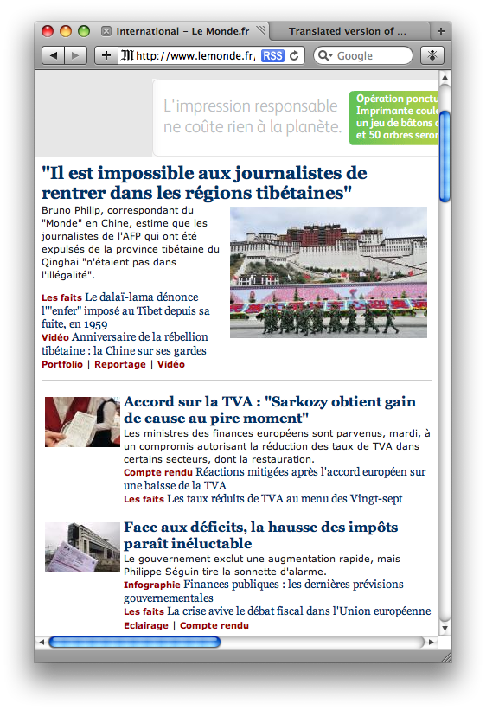 International – Le Monde.fr
Translated version of ...
http://www.lemonde.fr,
RSS
Google
L'impression responsable
ne coûte rien à la planète.
Opération ponctu
Imprimante coule
un jeu de bâtons d
et 50 arbres seron
"Il est impossible aux journalistes de
rentrer dans les régions tibétaines"
Bruno Philip, correspondant du
"Monde" en Chine, estime que les
journalistes de l'AFP qui ont été
expulsés de la province tibétaine du
Qinghai "n'étaient pas dans
l'illégalité".
Les faits Le dalaï-lama dénonce
l'"enfer" imposé au Tibet depuis sa
fuite, en 1959
Vidéo Anniversaire de la rébellion
tibétaine : la Chine sur ses gardes
Portfolio | Reportage | Vidéo
Accord sur la TVA : "Sarkozy obtient gain
de cause au pire moment"
Les ministres des finances européens sont parvenus, mardi, à
un compromis autorisant la réduction des taux de TVA dans
certains secteurs, dont la restauration.
Compte rendu Réactions mitigées après l'accord européen sur
une baisse de la TVA
Les faits Les taux réduits de TVA au menu des Vingt-sept
Face aux déficits, la hausse des impôts
paraît inéluctable
Le gouvernement exclut une augmentation rapide, mais
Philippe Séguin tire la sonnette d'alarme.
Infographie Finances publiques : les dernières prévisions
gouvernementales
Les faits La crise avive le débat fiscal dans l'Union européenne
Eclairage | Compte rendu